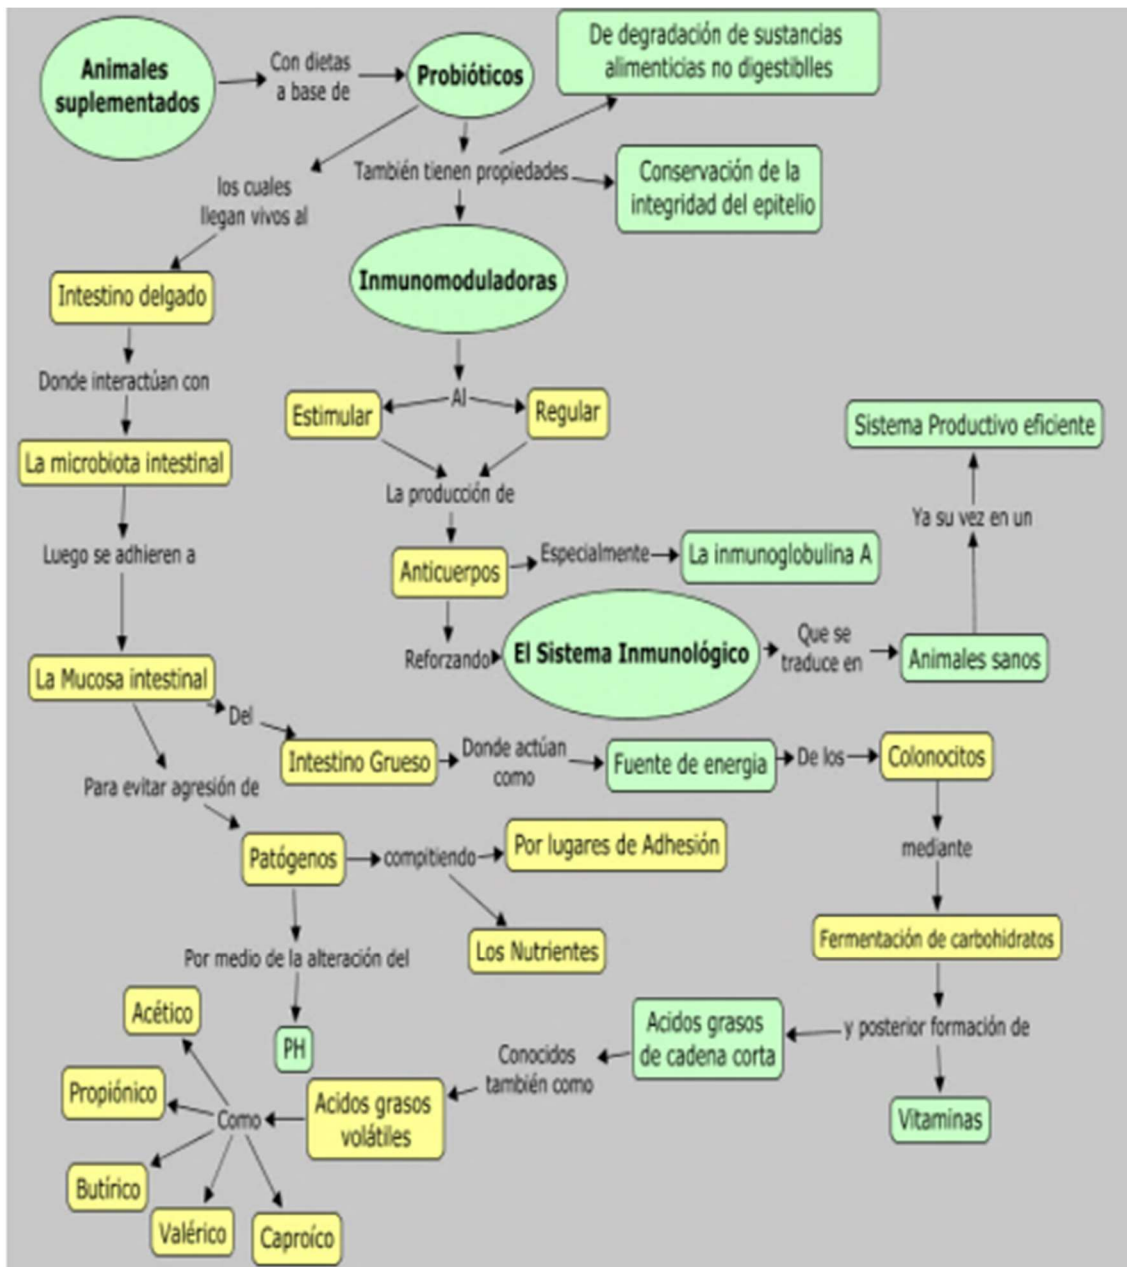 Animales
suplementados
Con dietas
a base de
Probióticos
De degradación de sustancias
alimenticias no digestiblles
También tienen propiedades
Conservación de la
integridad del epitelio
los cuales
llegan vivos al
Inmunomoduladoras
Intestino delgado
Donde interactúan con
La microbiota intestinal
Luego se adhieren a
La Mucosa intestinal
Al
Estimular
Regular
La producción de
Anticuerpos
Especialmente
La inmunoglobulina A
Reforzando
El Sistema Inmunológico
Que se
traduce en
Animales sanos
Ya su vez en un
Sistema Productivo eficiente
Del
Intestino Grueso
Donde actúan
como
Fuente de energia
De los
Colonocitos
mediante
Fermentación de carbohidratos
y posterior formación de
Vitaminas
Acidos grasos
de cadena corta
Conocidos
también como
Acidos grasos
volátiles
Como
Acético
Propiónico
Butírico
Valérico
Caproíco
Para evitar agresión de
Patógenos
compitiendo
Por lugares de Adhesión
Los Nutrientes
Por medio de la alteración del
PH